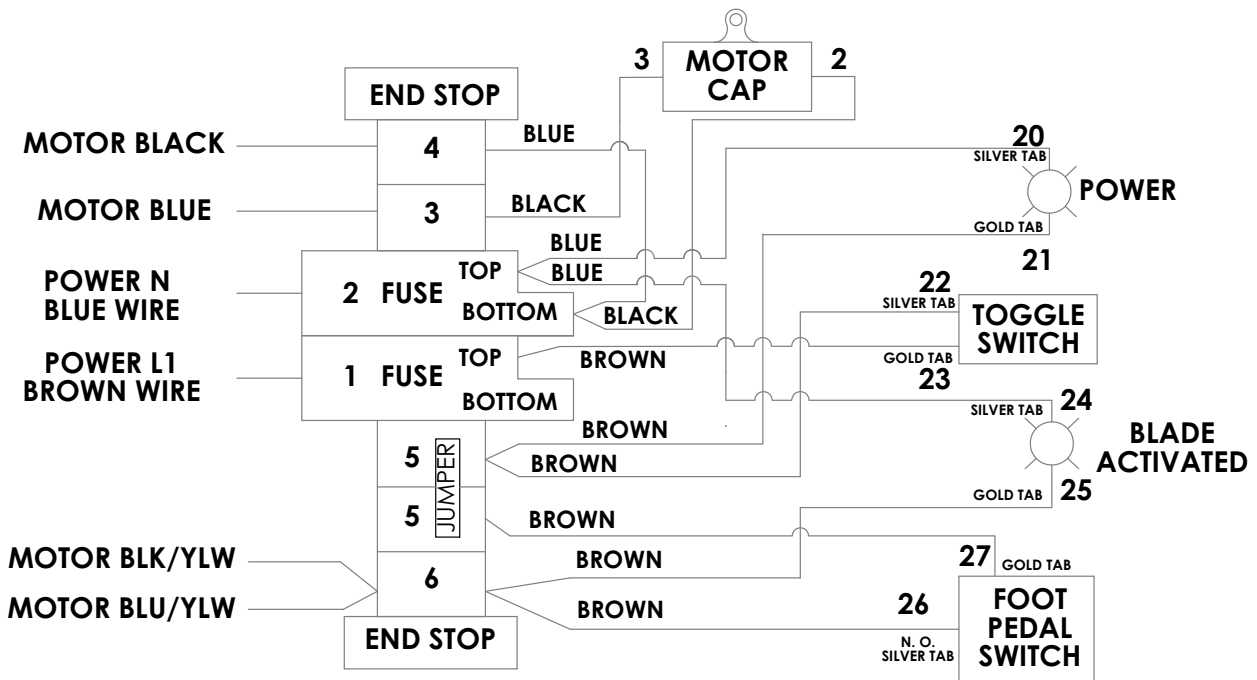 3
MOTOR
CAP
2
END STOP
MOTOR BLACK
4
BLUE
MOTOR BLUE
3
BLACK
20
SILVER TAB
POWER
GOLD TAB
21
BLUE
BLUE
POWER N
BLUE WIRE
2 FUSE
TOP
BOTTOM
BLACK
22
SILVER TAB
TOGGLE
SWITCH
GOLD TAB
23
POWER L1
BROWN WIRE
1 FUSE
TOP
BOTTOM
BROWN
SILVER TAB
24
BLADE
ACTIVATED
GOLD TAB
25
5
JUMPER
5
BROWN
BROWN
BROWN
27
GOLD TAB
MOTOR BLK/YLW
MOTOR BLU/YLW
6
BROWN
BROWN
26
N. O.
SILVER TAB
FOOT
PEDAL
SWITCH
END STOP